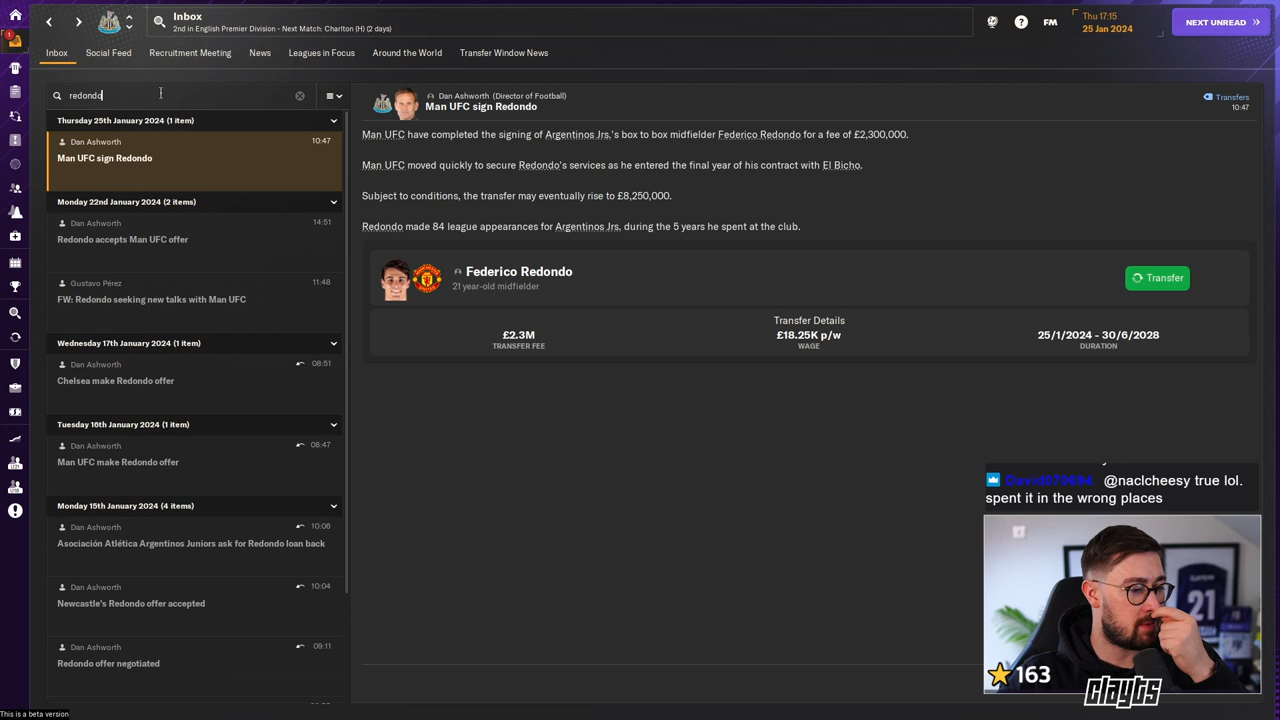 Inbox
2nd in English Premier Division - Next Match: Charlton (H) (2 days)
FM
Thu 17:15
25 Jan 2024
NEXT UNREAD
1
Inbox
Social Feed
Recruitment Meeting
News
Leagues in Focus
Around the World
Transfer Window News
redondo
Thursday 25th January 2024 (1 item)
Dan Ashworth
10:47
Man UFC sign Redondo
Monday 22nd January 2024 (2 items)
Dan Ashworth
14:51
Redondo accepts Man UFC offer
Gustavo Pérez
11:48
FW: Redondo seeking new talks with Man UFC
Wednesday 17th January 2024 (1 item)
Dan Ashworth
08:51
Chelsea make Redondo offer
Tuesday 16th January 2024 (1 item)
Dan Ashworth
08:47
Man UFC make Redondo offer
Monday 15th January 2024 (4 items)
Dan Ashworth
10:06
Asociación Atlética Argentinos Juniors ask for Redondo loan back
Dan Ashworth
10:04
Newcastle's Redondo offer accepted
Dan Ashworth
09:11
Redondo offer negotiated
This is a beta version
Dan Ashworth (Director of Football)
Man UFC sign Redondo
Transfers
10:47
Man UFC have completed the signing of Argentinos Jrs.'s box to box midfielder Federico Redondo for a fee of £2,300,000.
Man UFC moved quickly to secure Redondo's services as he entered the final year of his contract with El Bicho.
Subject to conditions, the transfer may eventually rise to £8,250,000.
Redondo made 84 league appearances for Argentinos Jrs. during the 5 years he spent at the club.
Federico Redondo
21 year-old midfielder
Transfer
Transfer Details
£2.3M
TRANSFER FEE
£18.25K p/w
WAGE
25/1/2024 - 30/6/2028
DURATION
@naclcheesy true lol.
spent it in the wrong places
21
163
claybs